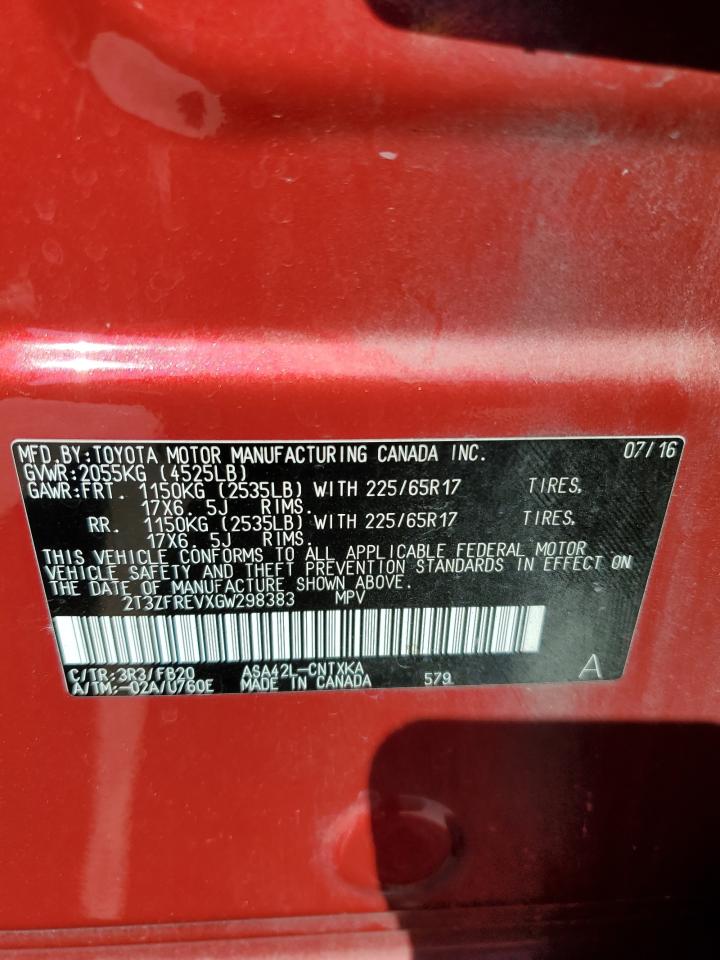 MFD.BY:TOYOTA MOTOR MANUFACTURING CANADA INC. 07/16
GVWR:2055KG (4525LB)
GAWR:FRT. 1150KG (2535LB) WITH 225/65R17 TIRES,
17X6. 5J RIMS.
RR. 1150KG (2535LB) WITH 225/65R17 TIRES,
17X6. 5J RIMS.
THIS VEHICLE CONFORMS TO ALL APPLICABLE FEDERAL MOTOR
VEHICLE SAFETY AND THEFT PREVENTION STANDARDS IN EFFECT ON
THE DATE OF MANUFACTURE SHOWN ABOVE.
2T3ZFREVXGW298383 MPV
C/TR:3R3/FB20 ASA42L-CNTXKA
A/TM:-02A/U760E MADE IN CANADA 579 A